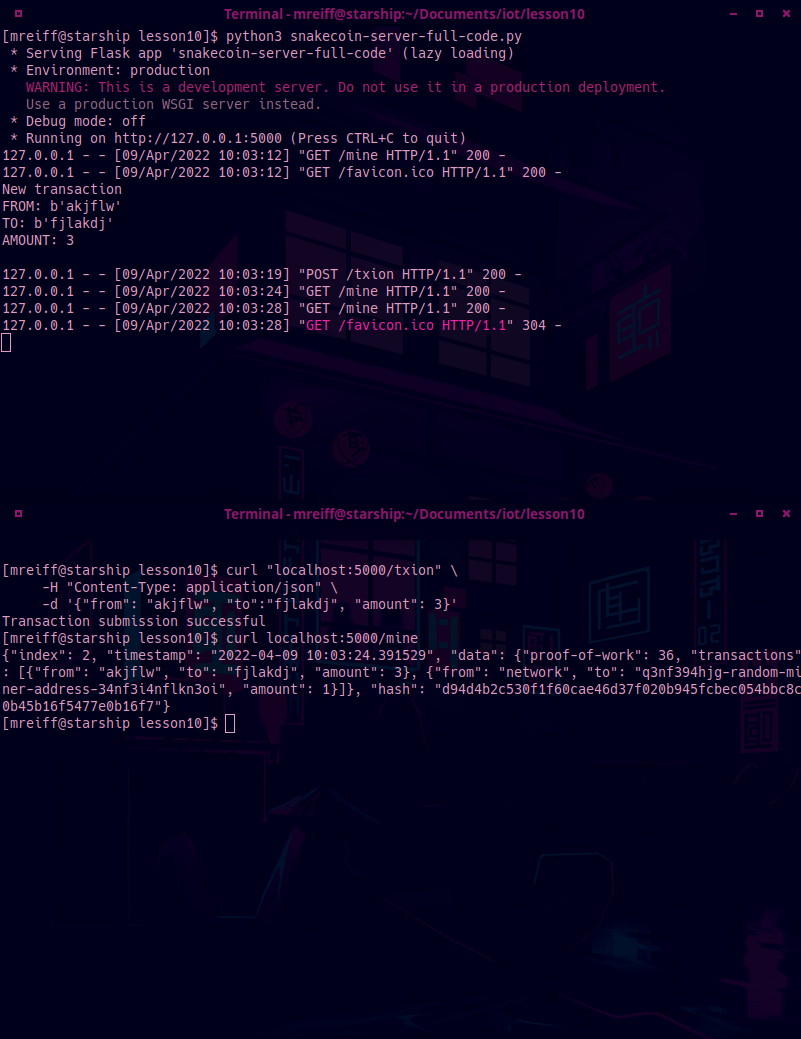 Terminal - mreiff@starship:~/Documents/iot/lesson10
[mreiff@starship lesson10]$ python3 snakecoin-server-full-code.py
 * Serving Flask app 'snakecoin-server-full-code' (lazy loading)
 * Environment: production
   WARNING: This is a development server. Do not use it in a production deployment.
   Use a production WSGI server instead.
 * Debug mode: off
 * Running on http://127.0.0.1:5000 (Press CTRL+C to quit)
127.0.0.1 - - [09/Apr/2022 10:03:12] "GET /mine HTTP/1.1" 200 -
127.0.0.1 - - [09/Apr/2022 10:03:12] "GET /favicon.ico HTTP/1.1" 200 -
New transaction
FROM: b'akjflw'
TO: b'fjlakdj'
AMOUNT: 3
127.0.0.1 - - [09/Apr/2022 10:03:19] "POST /txion HTTP/1.1" 200 -
127.0.0.1 - - [09/Apr/2022 10:03:24] "GET /mine HTTP/1.1" 200 -
127.0.0.1 - - [09/Apr/2022 10:03:28] "GET /mine HTTP/1.1" 200 -
127.0.0.1 - - [09/Apr/2022 10:03:28] "GET /favicon.ico HTTP/1.1" 304 -
Terminal - mreiff@starship:~/Documents/iot/lesson10
[mreiff@starship lesson10]$ curl "localhost:5000/txion" \
     -H "Content-Type: application/json" \
     -d '{"from": "akjflw", "to":"fjlakdj", "amount": 3}'
Transaction submission successful
[mreiff@starship lesson10]$ curl localhost:5000/mine
{"index": 2, "timestamp": "2022-04-09 10:03:24.391529", "data": {"proof-of-work": 36, "transactions"
: [{"from": "akjflw", "to": "fjlakdj", "amount": 3}, {"from": "network", "to": "q3nf394hjg-random-mi
ner-address-34nf3i4nflkn3oi", "amount": 1}]}, "hash": "d94d4b2c530f1f60cae46d37f020b945fcbec054bbc8c
0b45b16f5477e0b16f7"}
[mreiff@starship lesson10]$